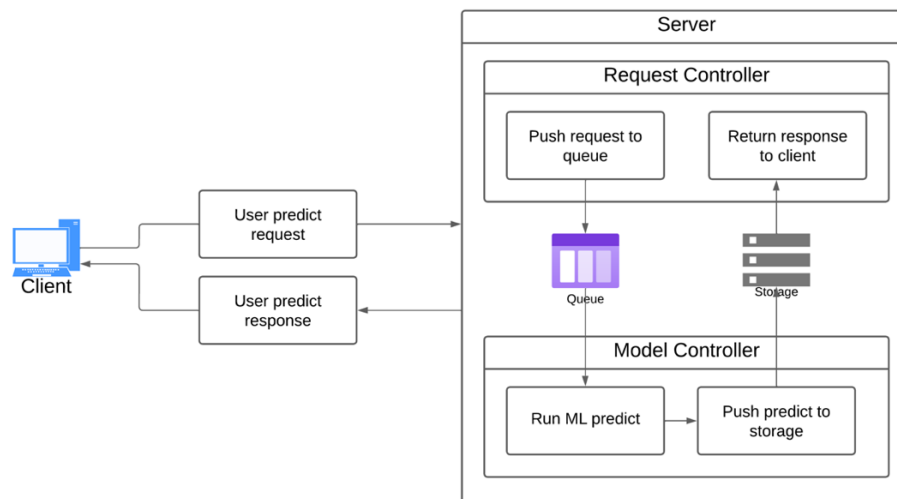 Server
Request Controller
Push request to
queue
Return response
to client
User predict
request
Client
User predict
response
Queue
Storage
Model Controller
Run ML predict
Push predict to
storage